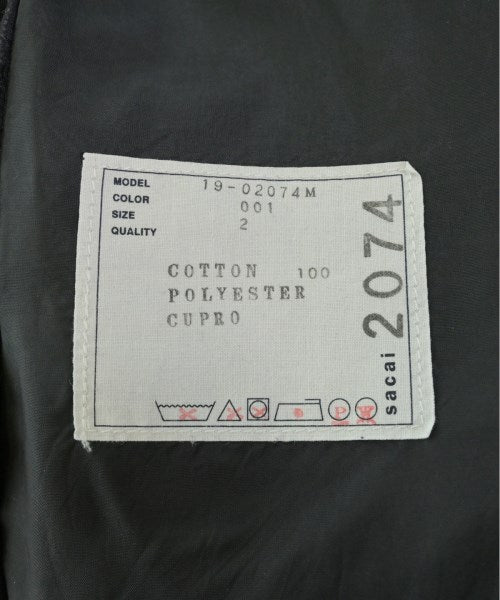 MODEL 19-02074M
COLOR 001
SIZE 2
QUALITY
COTTON 100
POLYESTER
CUPRO
P W
sacai 2074